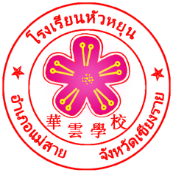 โรงเรียนหัวหยุน
華雲學校
อำเภอแม่สาย
จังหวัดเชียงราย